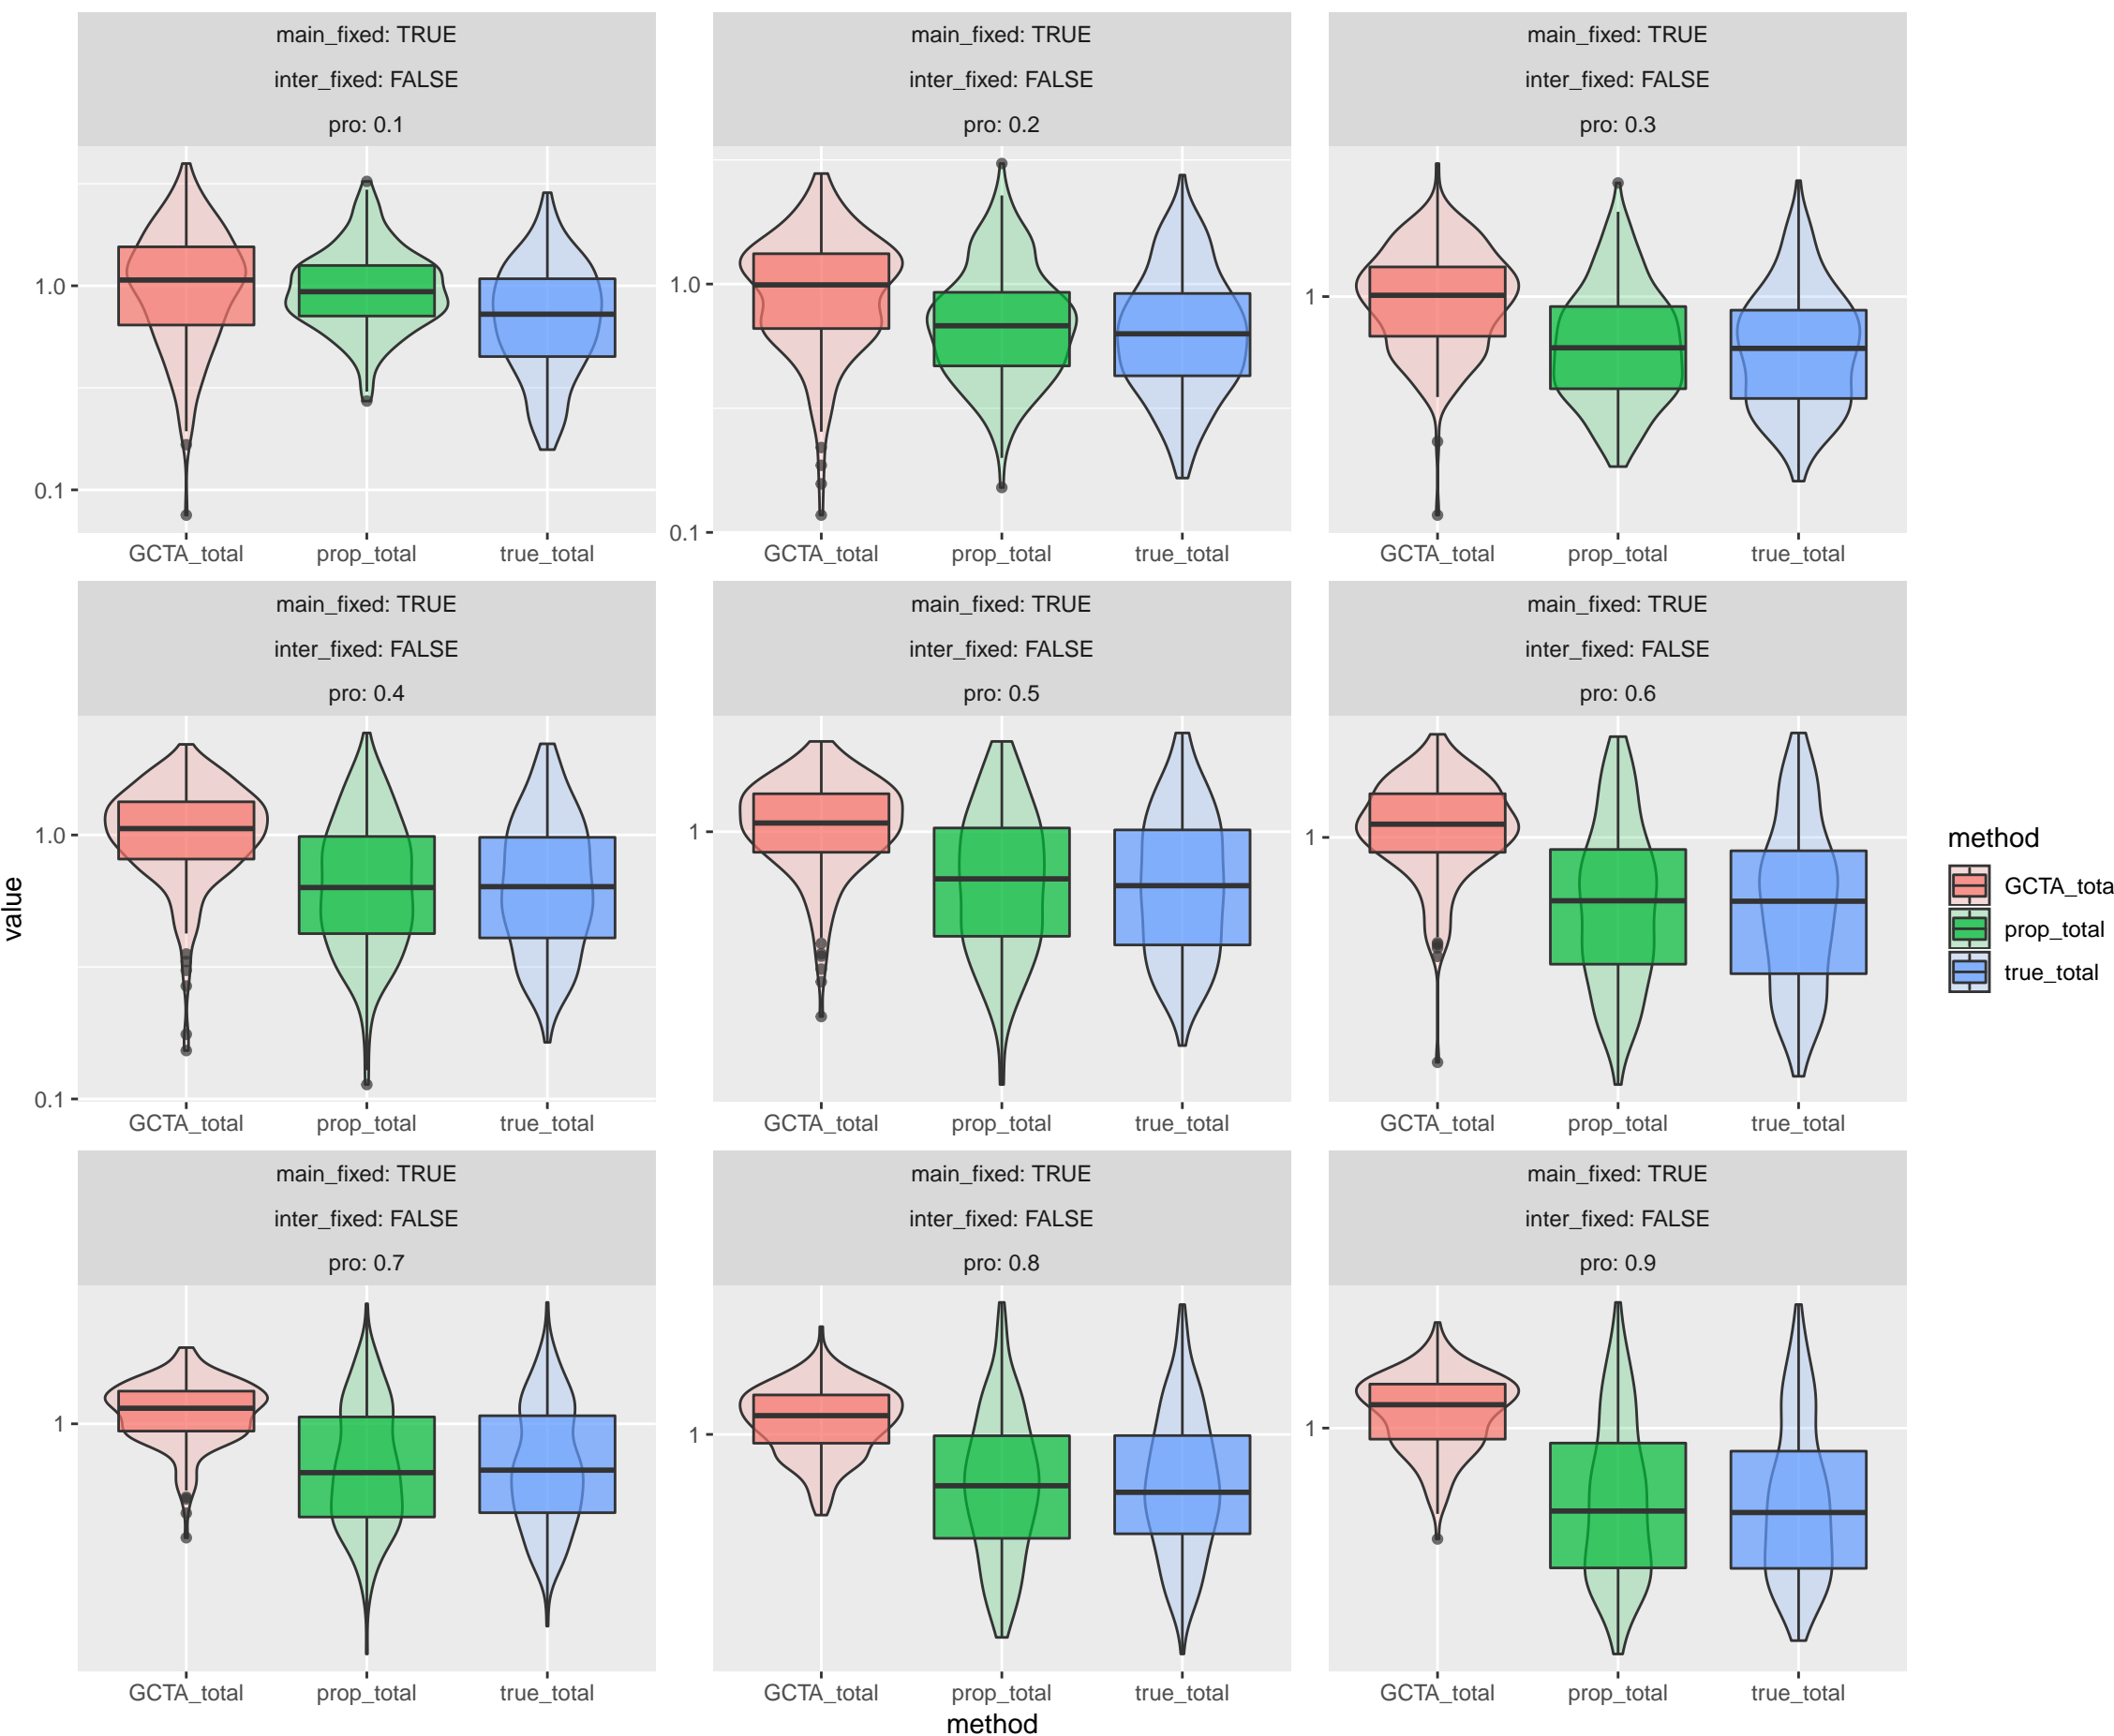 main_fixed: TRUE
inter_fixed: FALSE
pro: 0.1
main_fixed: TRUE
inter_fixed: FALSE
pro: 0.2
main_fixed: TRUE
inter_fixed: FALSE
pro: 0.3
1.0
0.1
GCTA_total prop_total true_total
1.0
0.1
GCTA_total prop_total true_total
1
GCTA_total prop_total true_total
main_fixed: TRUE
inter_fixed: FALSE
pro: 0.4
main_fixed: TRUE
inter_fixed: FALSE
pro: 0.5
main_fixed: TRUE
inter_fixed: FALSE
pro: 0.6
value
1.0
0.1
GCTA_total prop_total true_total
1
GCTA_total prop_total true_total
1
GCTA_total prop_total true_total
method
GCTA_tota
prop_total
true_total
main_fixed: TRUE
inter_fixed: FALSE
pro: 0.7
main_fixed: TRUE
inter_fixed: FALSE
pro: 0.8
main_fixed: TRUE
inter_fixed: FALSE
pro: 0.9
1
GCTA_total prop_total true_total
1
GCTA_total prop_total true_total
1
GCTA_total prop_total true_total
method